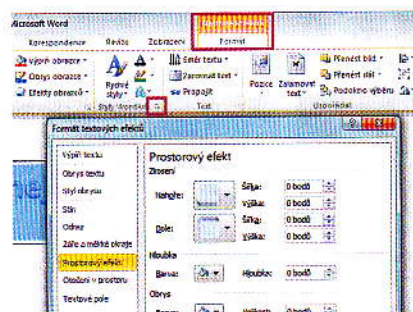 Microsoft Word
Korespondence Revize Zobrazení Formát
Výplň obrazce
Obrys obrazce
Efekty obrazců
Rychlé styly
Směr textu
Zarovnat text
Propojit
Pozice
Zalamovat text
Přenést blíž
Přenést níž
Podokno výběru
Styly WordArt
Text
Uspořádat
Formát textových efektů
Výplň textu
Obrys textu
Styl obrysu
Stín
Odraz
Záře a měkké okraje
Prostorový efekt
Otočení v prostoru
Textové pole
Prostorový efekt
Zkosení
Nahoře:
Šířka: 0 bodů
Výška: 0 bodů
Dole:
Šířka: 0 bodů
Výška: 0 bodů
Hloubka
Barva:
Hloubka: 0 bodů
Obrys
Barva:
Velikost: 0 bodů